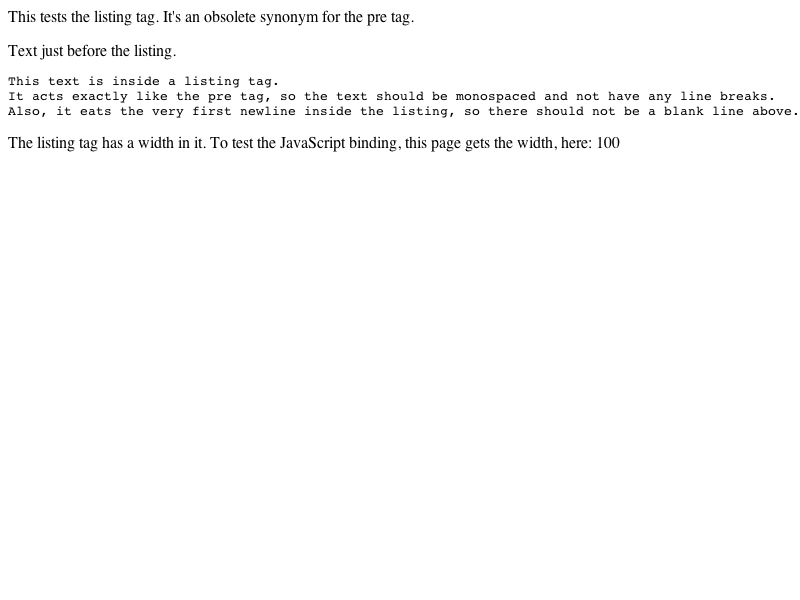 This tests the listing tag. It's an obsolete synonym for the pre tag.
Text just before the listing.
This text is inside a listing tag.
It acts exactly like the pre tag, so the text should be monospaced and not have any line breaks.
Also, it eats the very first newline inside the listing, so there should not be a blank line above.
The listing tag has a width in it. To test the JavaScript binding, this page gets the width, here: 100